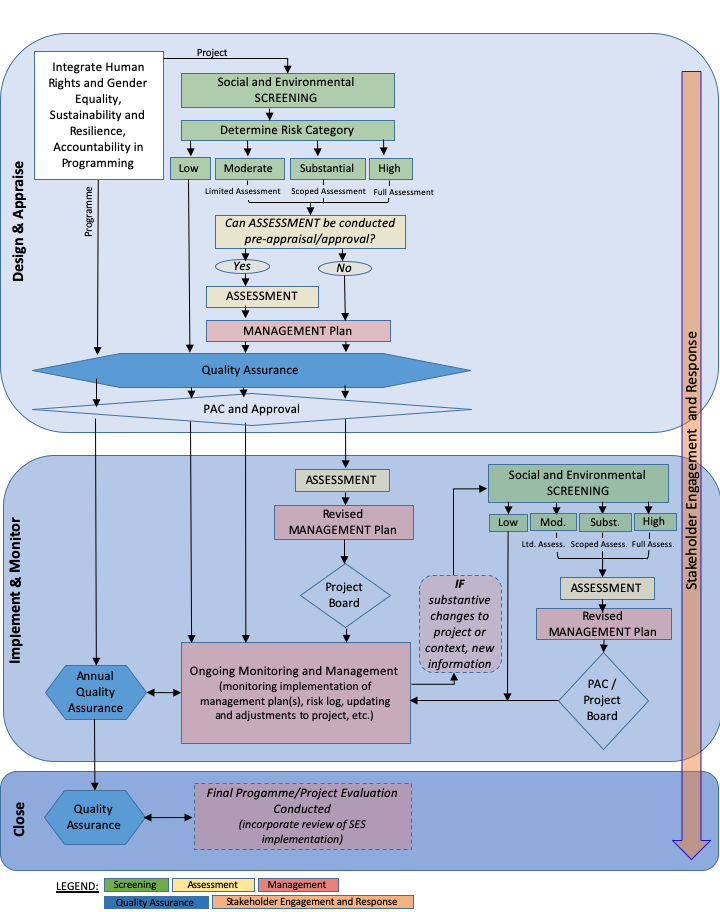 Project
Integrate Human
Rights and Gender
Equality,
Sustainability and
Resilience,
Accountability in
Programming
Programme
Social and Environmental
SCREENING
Determine Risk Category
Low
Moderate
Substantial
High
Limited Assessment
Scoped Assessment
Full Assessment
Can ASSESSMENT be conducted
pre-appraisal/approval?
Yes
No
ASSESSMENT
MANAGEMENT Plan
Quality Assurance
PAC and Approval
Design & Appraise
Stakeholder Engagement and Response
Implement & Monitor
ASSESSMENT
Revised
MANAGEMENT Plan
Project
Board
Social and Environmental
SCREENING
Low
Mod.
Subst.
High
Ltd. Assess.
Scoped Assess.
Full Assess.
ASSESSMENT
Revised
MANAGEMENT Plan
PAC /
Project
Board
IF
substantive
changes to
project or
context, new
information
Ongoing Monitoring and Management
(monitoring implementation of
management plan(s), risk log, updating
and adjustments to project, etc.)
Annual
Quality
Assurance
Close
Quality
Assurance
Final Progamme/Project Evaluation
Conducted
(incorporate review of SES
implementation)
LEGEND:
Screening
Assessment
Management
Quality Assurance
Stakeholder Engagement and Response